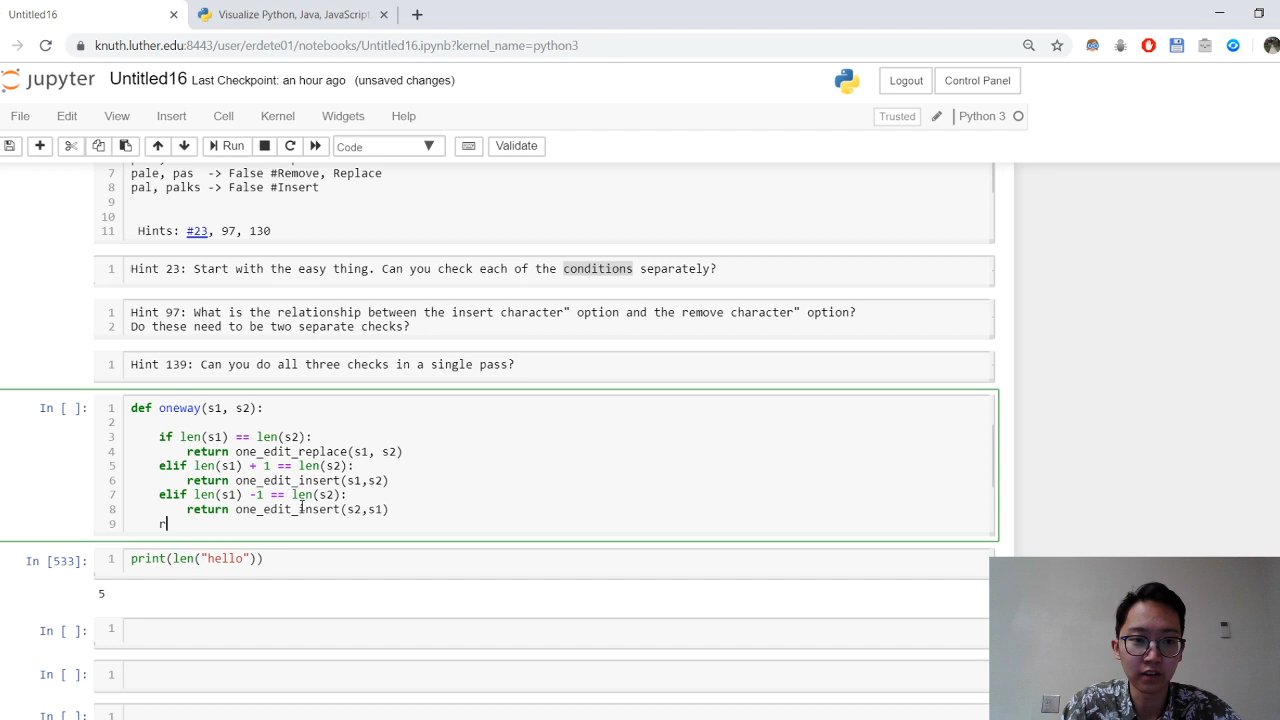 Untitled16
Visualize Python, Java, JavaScript
knuth.luther.edu:8443/user/erdete01/notebooks/Untitled16.ipynb?kernel_name=python3
jupyter Untitled16 Last Checkpoint: an hour ago (unsaved changes)
Logout Control Panel
File Edit View Insert Cell Kernel Widgets Help
Trusted Python 3
Run Code Validate
7 pale, pas -> False #Remove, Replace
8 pal, palks -> False #Insert
9
10
11 Hints: #23, 97, 130
1 Hint 23: Start with the easy thing. Can you check each of the conditions separately?
1 Hint 97: What is the relationship between the insert character" option and the remove character" option?
2 Do these need to be two separate checks?
1 Hint 139: Can you do all three checks in a single pass?
In [ ]: 1 def oneway(s1, s2):
2
3 if len(s1) == len(s2):
4 return one_edit_replace(s1, s2)
5 elif len(s1) + 1 == len(s2):
6 return one_edit_insert(s1,s2)
7 elif len(s1) -1 == len(s2):
8 return one_edit_insert(s2,s1)
9 r
In [533]: 1 print(len("hello"))
5
In [ ]: 1
In [ ]: 1
In [ ]: 1